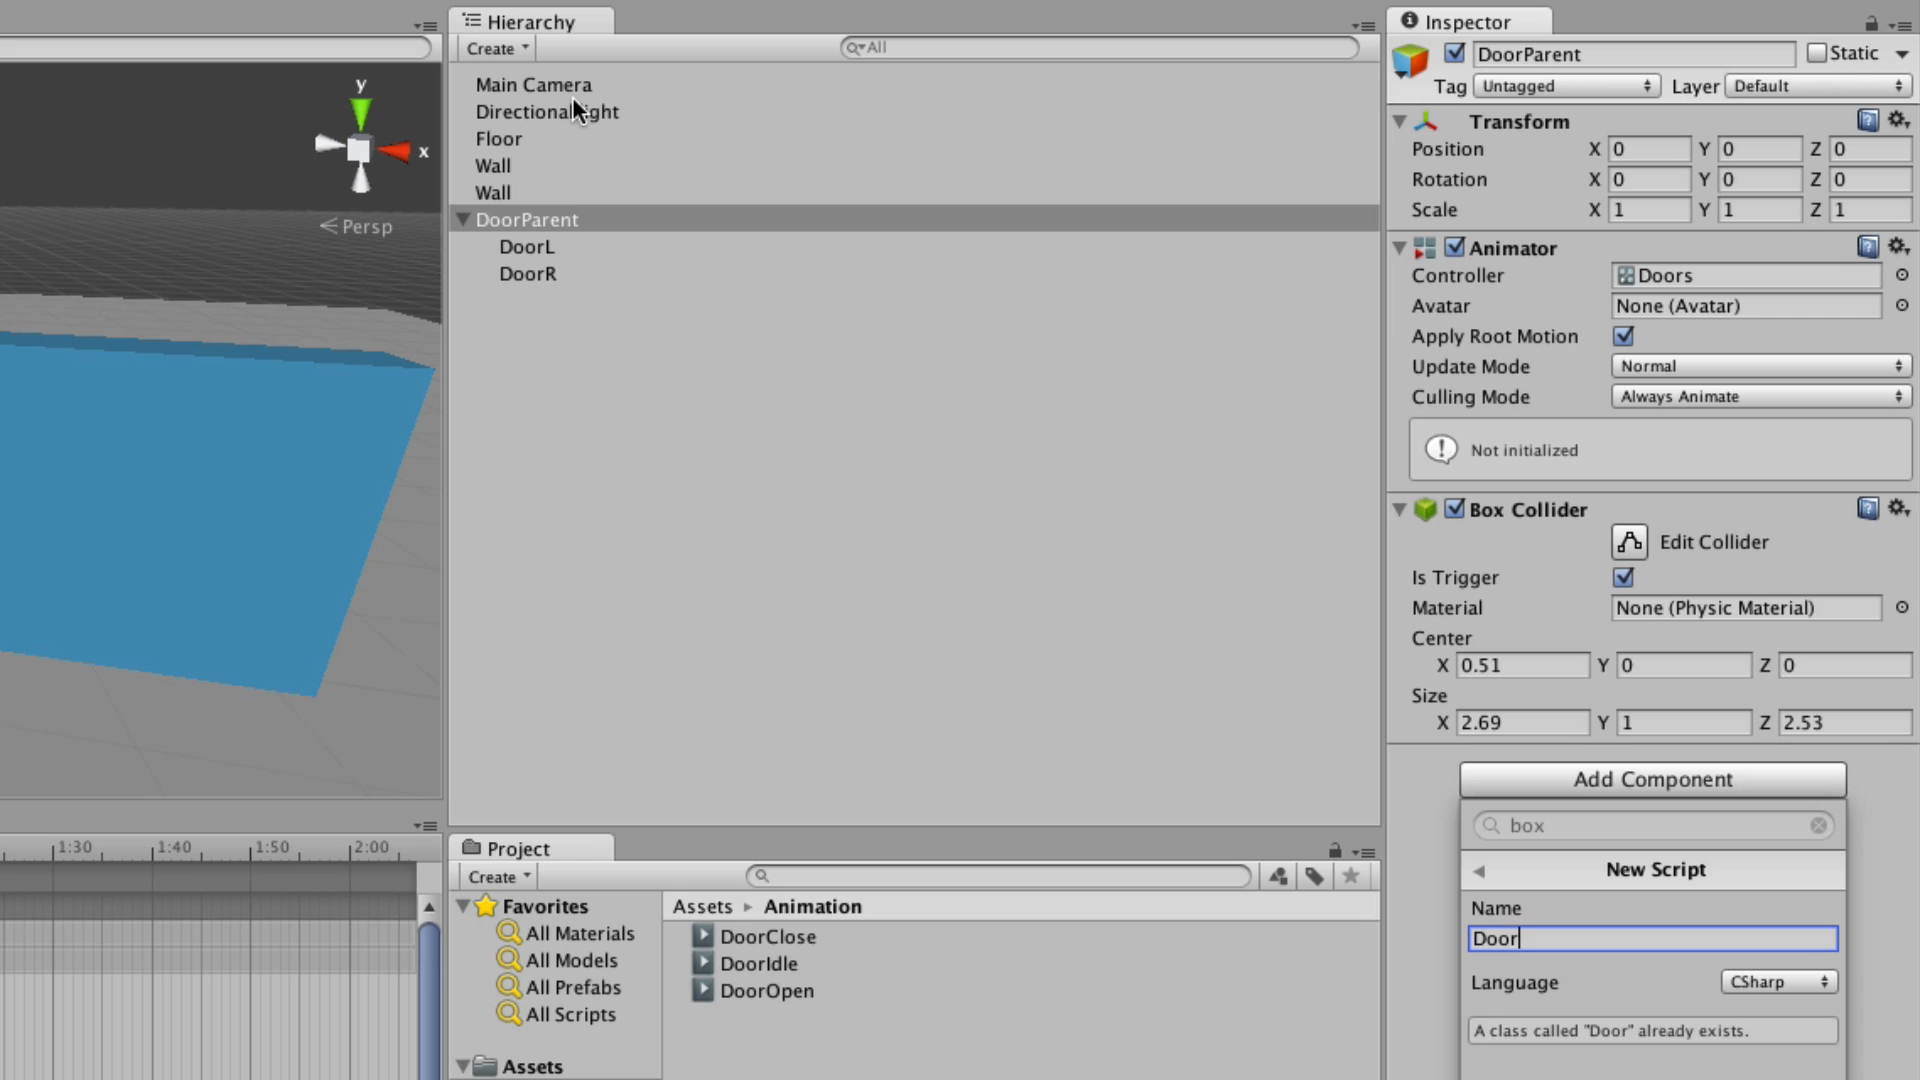 y
x
Persp
1:30
1:40
1:50
2:00
Hierarchy
Create
All
Main Camera
Directional ght
Floor
Wall
Wall
DoorParent
DoorL
DoorR
Project
Create
Favorites
All Materials
All Models
All Prefabs
All Scripts
Assets
Assets Animation
DoorClose
DoorIdle
DoorOpen
Inspector
DoorParent
Static
Tag Untagged Layer Default
Transform
Position X 0 Y 0 Z 0
Rotation X 0 Y 0 Z 0
Scale X 1 Y 1 Z 1
Animator
Controller Doors
Avatar None (Avatar)
Apply Root Motion
Update Mode Normal
Culling Mode Always Animate
Not initialized
Box Collider
Edit Collider
Is Trigger
Material None (Physic Material)
Center
X 0.51 Y 0 Z 0
Size
X 2.69 Y 1 Z 2.53
Add Component
box
New Script
Name
Door
Language CSharp
A class called "Door" already exists.